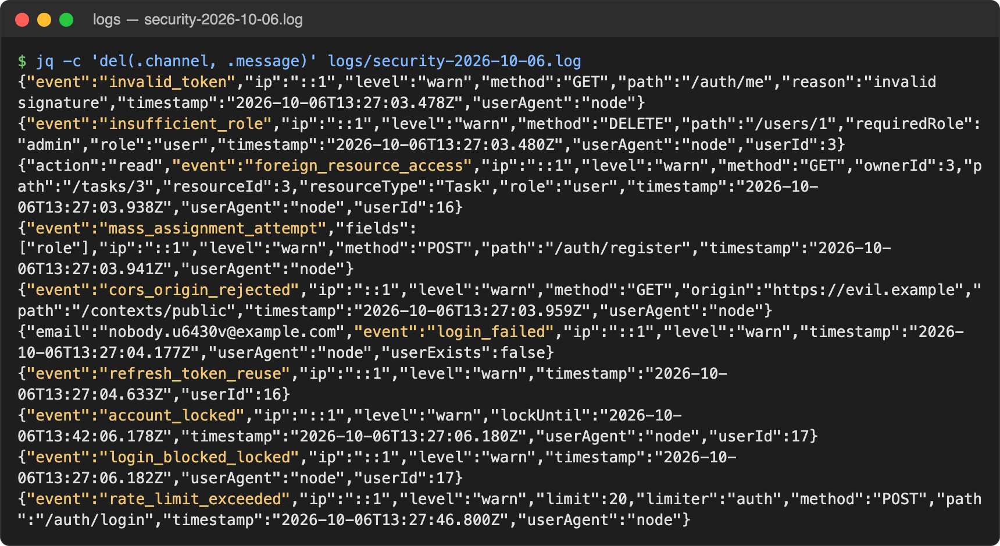 logs — security-2026-10-06.log
$ jq -c 'del(.channel, .message)' logs/security-2026-10-06.log
{"event":"invalid_token","ip":"::1","level":"warn","method":"GET","path":"/auth/me","reason":"invalid
signature","timestamp":"2026-10-06T13:27:03.478Z","userAgent":"node"}
{"event":"insufficient_role","ip":"::1","level":"warn","method":"DELETE","path":"/users/1","requiredRole":
"admin","role":"user","timestamp":"2026-10-06T13:27:03.480Z","userAgent":"node","userId":3}
{"action":"read","event":"foreign_resource_access","ip":"::1","level":"warn","method":"GET","ownerId":3,"p
ath":"/tasks/3","resourceId":3,"resourceType":"Task","role":"user","timestamp":"2026-10-
06T13:27:03.938Z","userAgent":"node","userId":16}
{"event":"mass_assignment_attempt","fields":
["role"],"ip":"::1","level":"warn","method":"POST","path":"/auth/register","timestamp":"2026-10-
06T13:27:03.941Z","userAgent":"node"}
{"event":"cors_origin_rejected","ip":"::1","level":"warn","method":"GET","origin":"https://evil.example","
path":"/contexts/public","timestamp":"2026-10-06T13:27:03.959Z","userAgent":"node"}
{"email":"nobody.u6430v@example.com","event":"login_failed","ip":"::1","level":"warn","timestamp":"2026-
10-06T13:27:04.177Z","userAgent":"node","userExists":false}
{"event":"refresh_token_reuse","ip":"::1","level":"warn","timestamp":"2026-10-
06T13:27:04.633Z","userId":16}
{"event":"account_locked","ip":"::1","level":"warn","lockUntil":"2026-10-
06T13:42:06.178Z","timestamp":"2026-10-06T13:27:06.180Z","userAgent":"node","userId":17}
{"event":"login_blocked_locked","ip":"::1","level":"warn","timestamp":"2026-10-
06T13:27:06.182Z","userAgent":"node","userId":17}
{"event":"rate_limit_exceeded","ip":"::1","level":"warn","limit":20,"limiter":"auth","method":"POST","path
":"/auth/login","timestamp":"2026-10-06T13:27:46.800Z","userAgent":"node"}